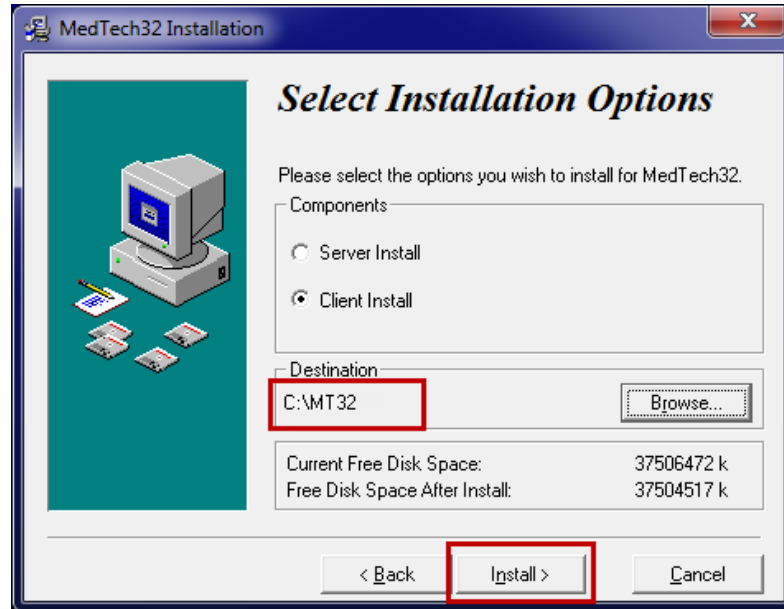 MedTech32 Installation
Select Installation Options
Please select the options you wish to install for MedTech32.
Components
Server Install
Client Install
Destination
C:\MT32
Browse...
Current Free Disk Space: 37506472 k
Free Disk Space After Install: 37504517 k
< Back Install > Cancel